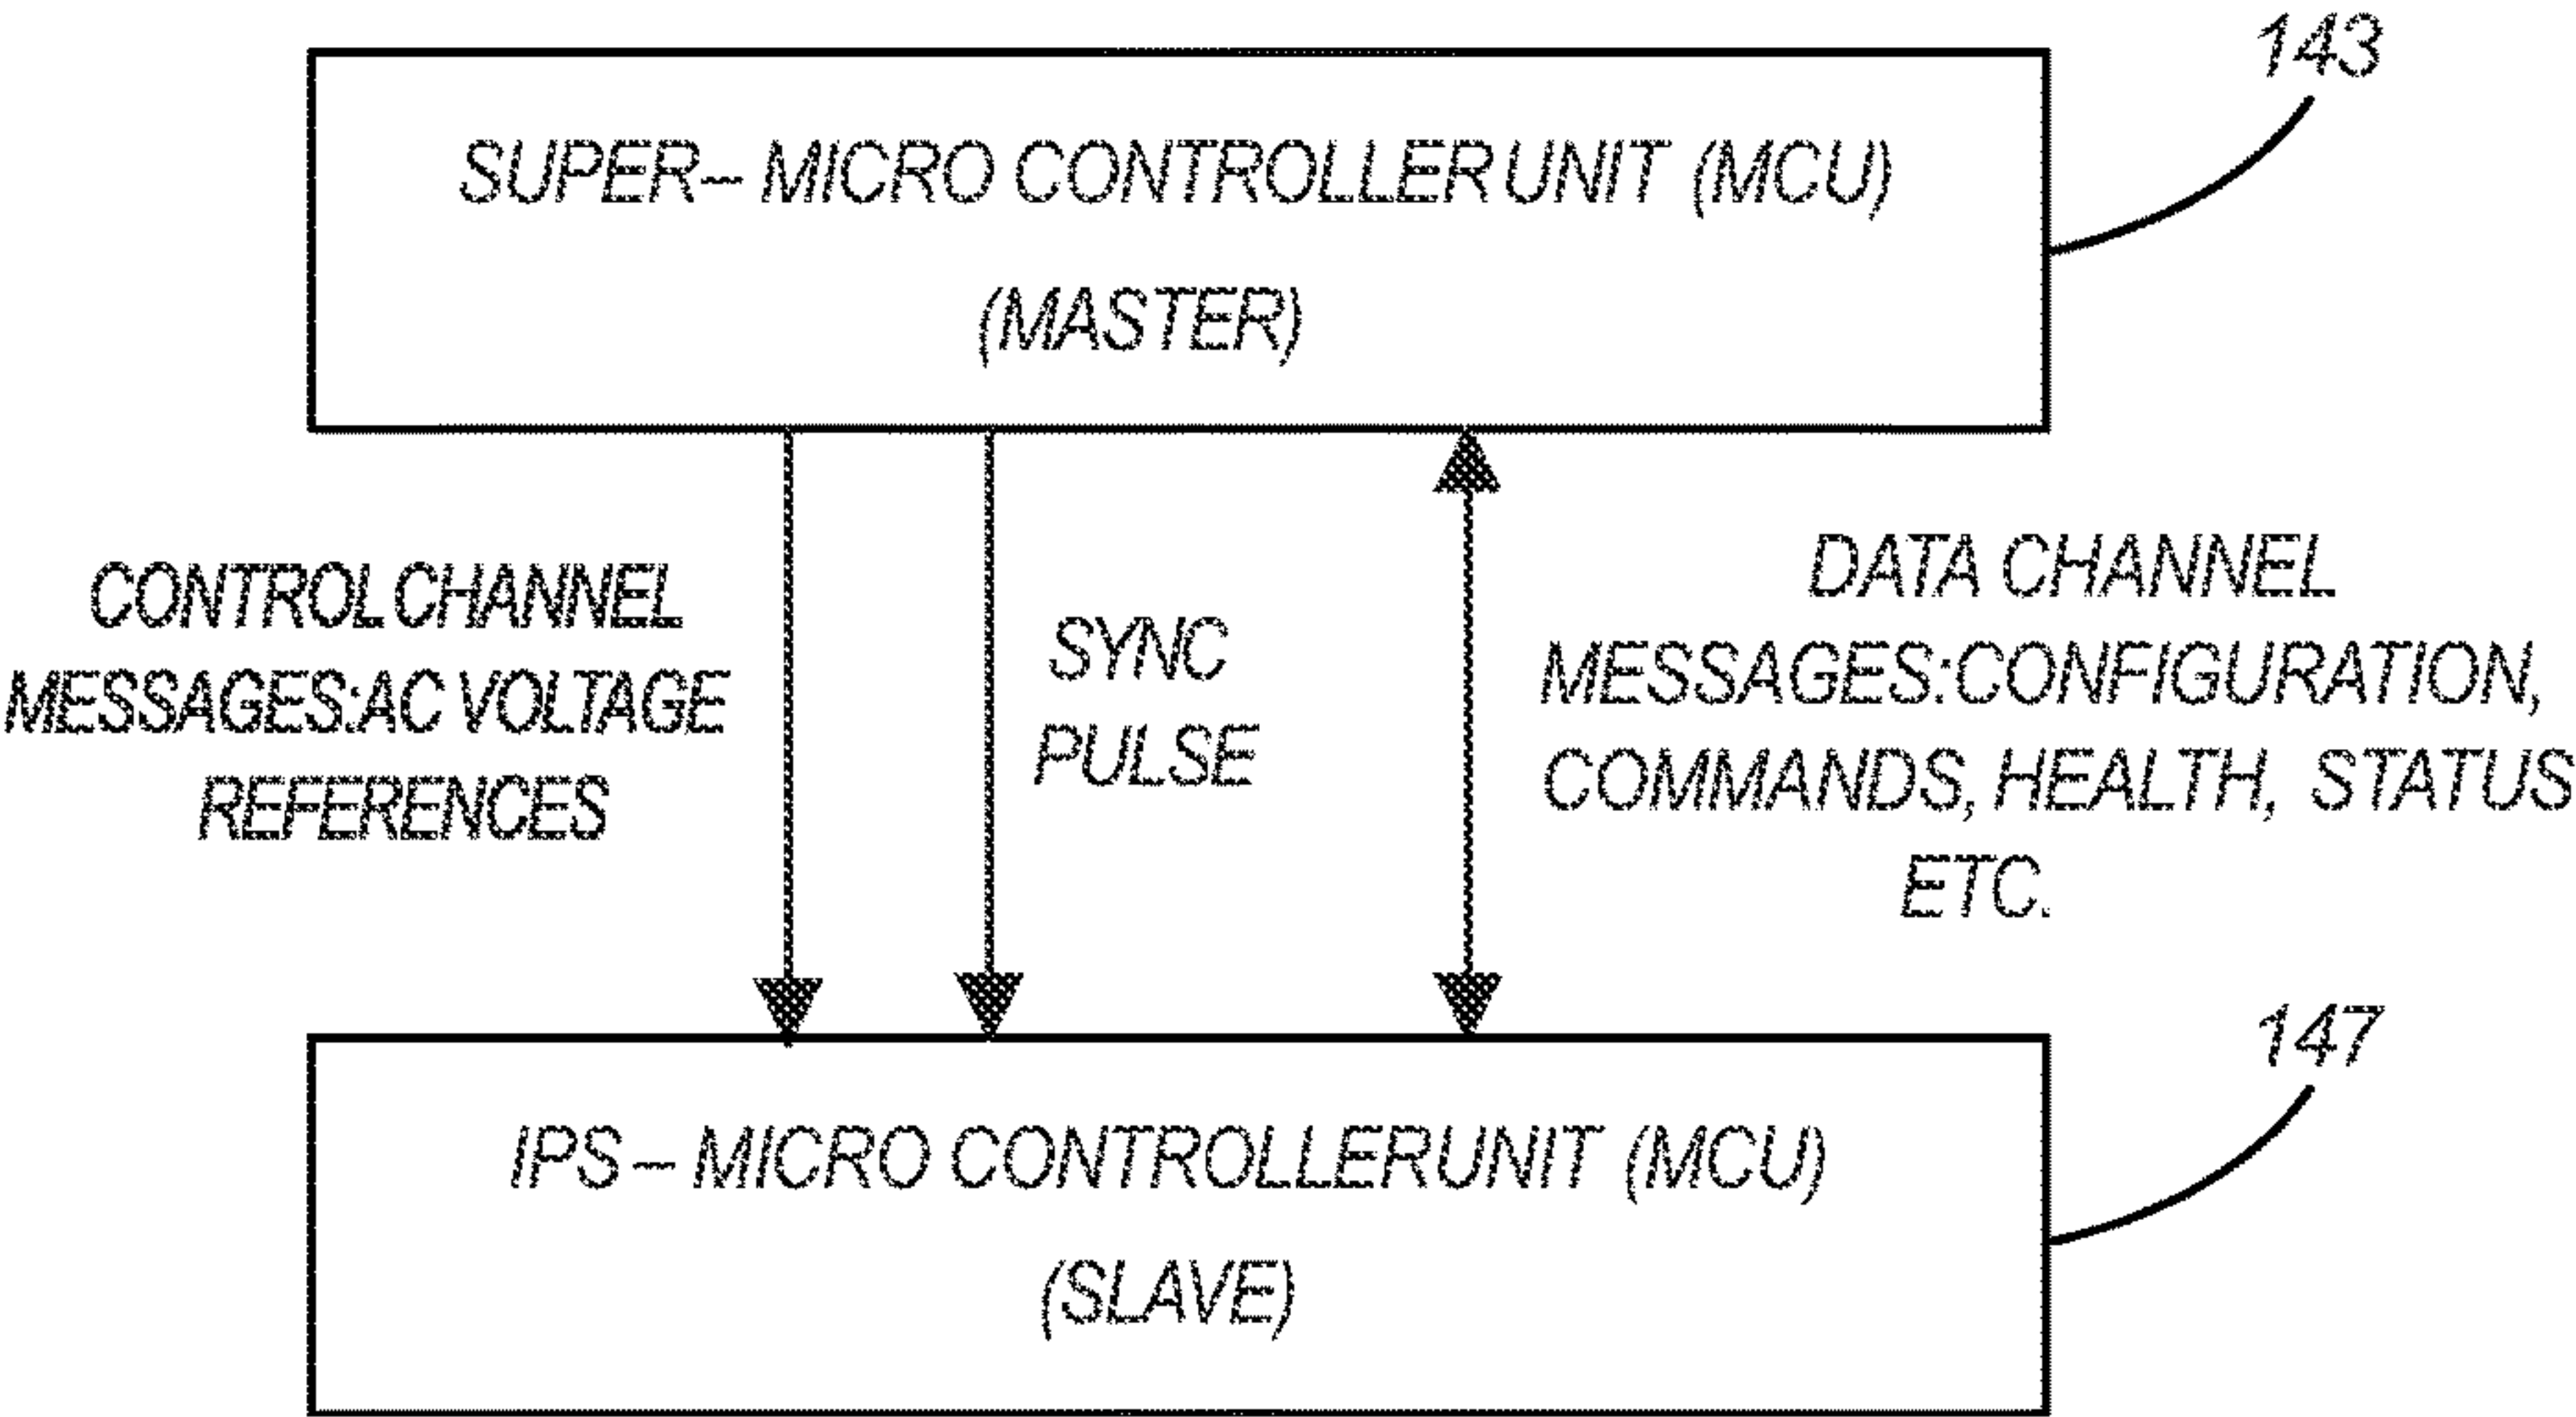 143
SUPER-- MICRO CONTROLLER UNIT (MCU)
(MASTER)
CONTROL CHANNEL
MESSAGES:AC VOLTAGE
REFERENCES
SYNC
PULSE
DATA CHANNEL
MESSAGES:CONFIGURATION,
COMMANDS, HEALTH, STATUS
ETC.
147
IPS -- MICRO CONTROLLER UNIT (MCU)
(SLAVE)